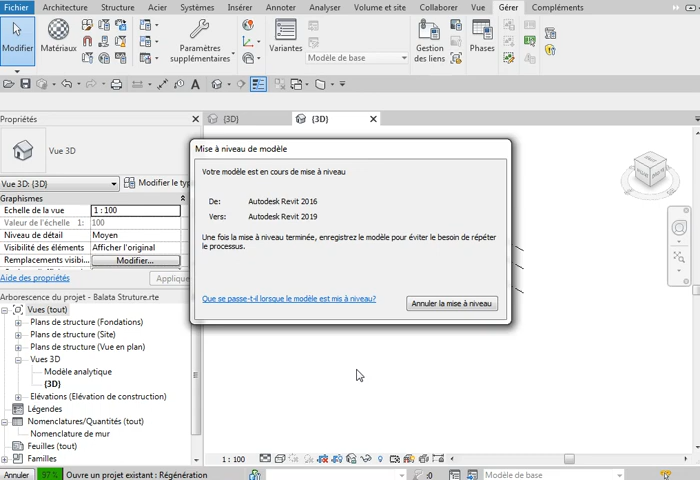 Fichier Architecture Structure Acier Systèmes Insérer Annoter Analyser Volume et site Collaborer Vue Gérer Compléments
Modifier Matériaux Paramètres supplémentaires Variantes Modèle de base Gestion des liens Phases
Propriétés
{3D} {3D}
Vue 3D
Vue 3D: {3D} Modifier le typ
Graphismes
Echelle de la vue 1 : 100
Valeur de l'échelle 1: 100
Niveau de détail Moyen
Visibilité des éléments Afficher l'original
Remplacements visibi... Modifier...
Aide des propriétés Applique
Arborescence du projet - Balata Struture.rte
Vues (tout)
Plans de structure (Fondations)
Plans de structure (Site)
Plans de structure (Vue en plan)
Vues 3D
Modèle analytique
{3D}
Elévations (Elévation de construction)
Légendes
Nomenclatures/Quantités (tout)
Nomenclature de mur
Feuilles (tout)
Familles
Mise à niveau de modèle
Votre modèle est en cours de mise à niveau
De: Autodesk Revit 2016
Vers: Autodesk Revit 2019
Une fois la mise à niveau terminée, enregistrez le modèle pour éviter le besoin de répéter
le processus.
Que se passe-t-il lorsque le modèle est mis à niveau?
Annuler la mise à niveau
1 : 100
Annuler 97 % Ouvre un projet existant : Régénération :0 Modèle de base